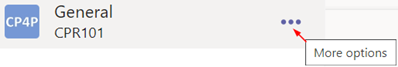 CP4P
General
CPR101
More options